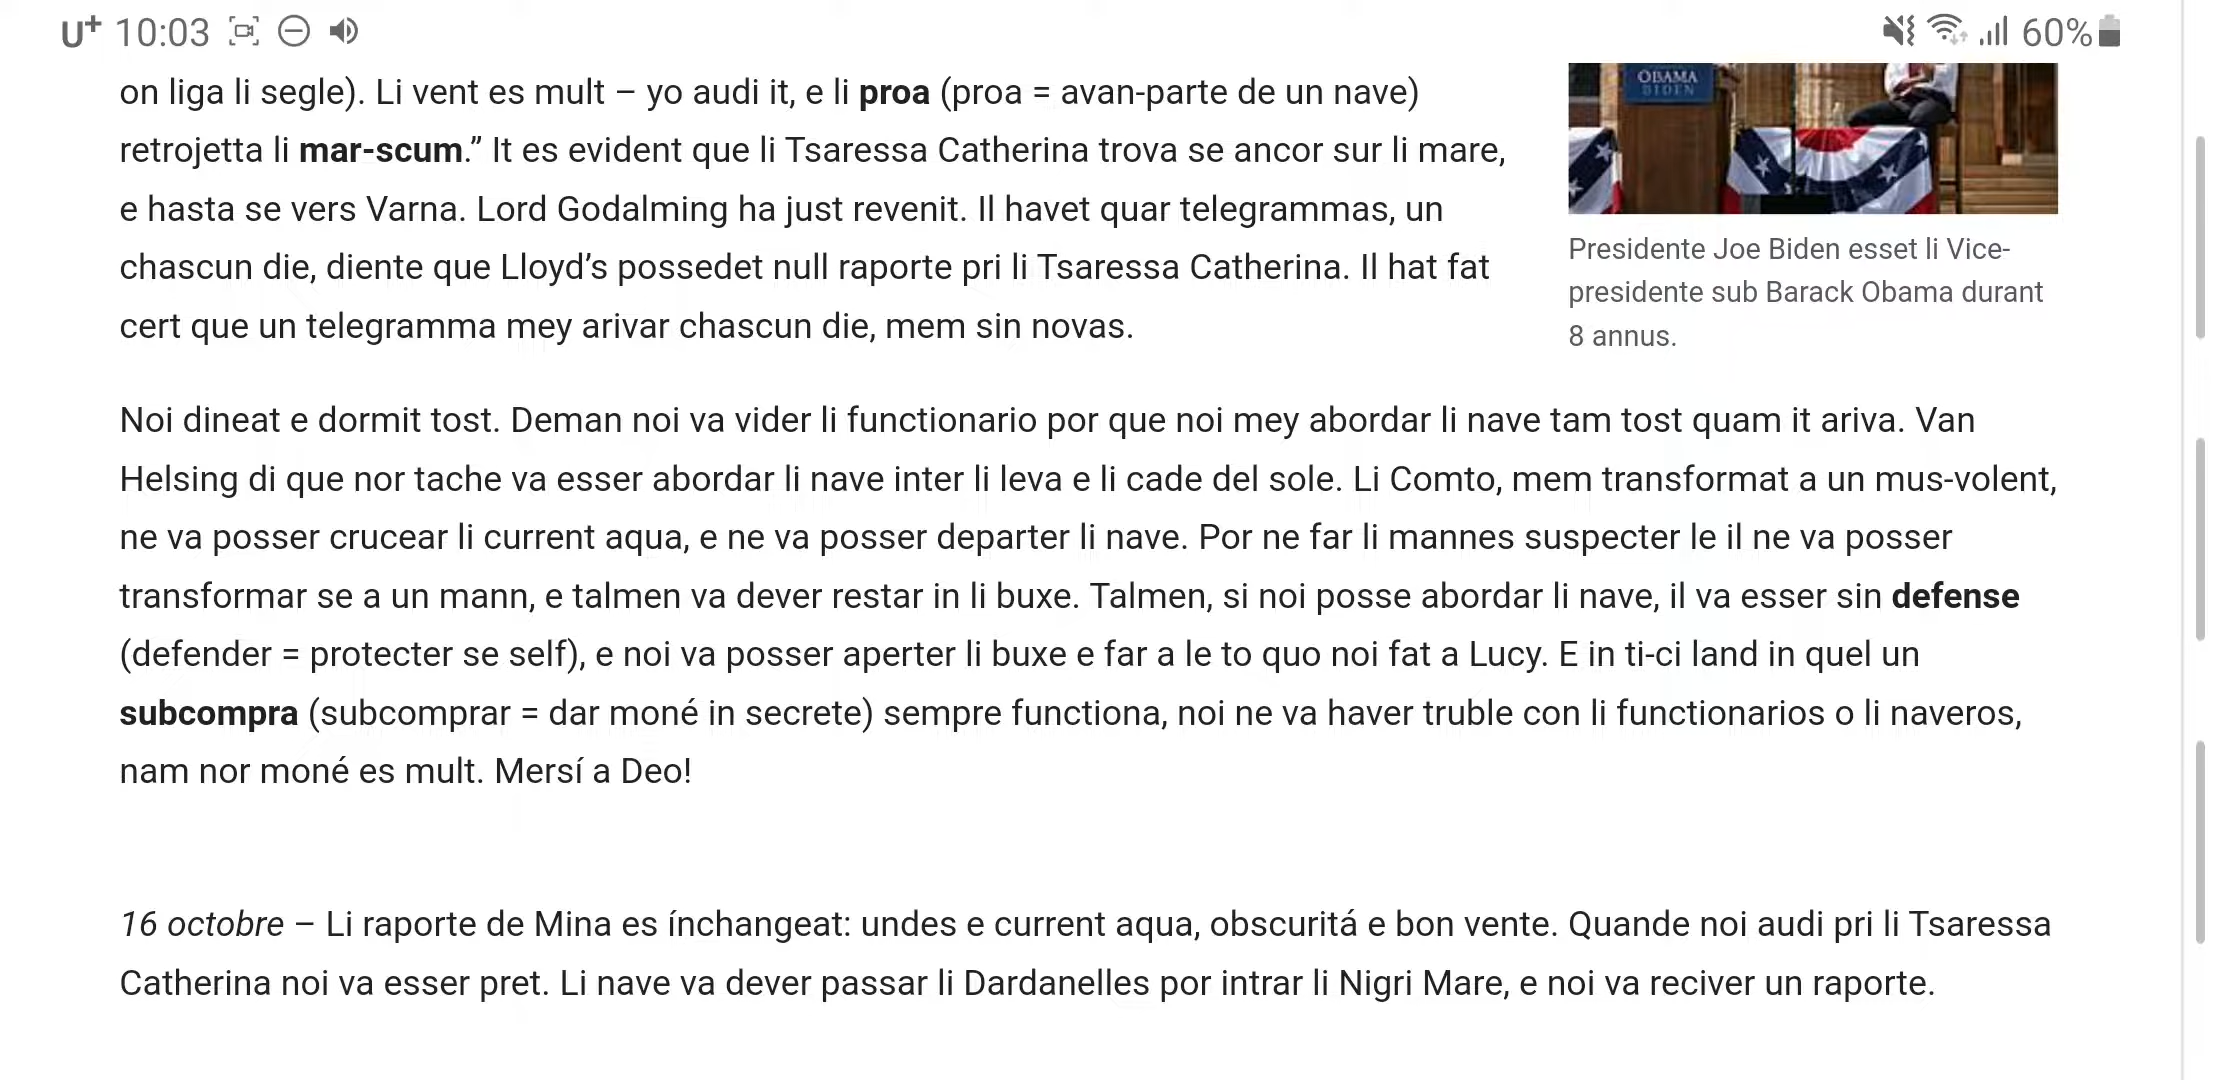 U+ 10:03
60%
on liga li segle). Li vent es mult – yo audi it, e li proa (proa = avan-parte de un nave)
retrojetta li mar-scum.” It es evident que li Tsaressa Catherina trova se ancor sur li mare,
e hasta se vers Varna. Lord Godalming ha just revenit. Il havet quar telegrammas, un
chascun die, diente que Lloyd’s possedet null raporte pri li Tsaressa Catherina. Il hat fat
cert que un telegramma mey arivar chascun die, mem sin novas.
OBAMA
BIDEN
Presidente Joe Biden esset li Vice-
presidente sub Barack Obama durant
8 annus.
Noi dineat e dormit tost. Deman noi va vider li functionario por que noi mey abordar li nave tam tost quam it ariva. Van
Helsing di que nor tache va esser abordar li nave inter li leva e li cade del sole. Li Comto, mem transformat a un mus-volent,
ne va posser crucear li current aqua, e ne va posser departer li nave. Por ne far li mannes suspecter le il ne va posser
transformar se a un mann, e talmen va dever restar in li buxe. Talmen, si noi posse abordar li nave, il va esser sin defense
(defender = protecter se self), e noi va posser aperter li buxe e far a le to quo noi fat a Lucy. E in ti-ci land in quel un
subcompra (subcomprar = dar moné in secrete) sempre functiona, noi ne va haver truble con li functionarios o li naveros,
nam nor moné es mult. Mersí a Deo!
16 octobre – Li raporte de Mina es ínchangeat: undes e current aqua, obscuritá e bon vente. Quande noi audi pri li Tsaressa
Catherina noi va esser pret. Li nave va dever passar li Dardanelles por intrar li Nigri Mare, e noi va reciver un raporte.